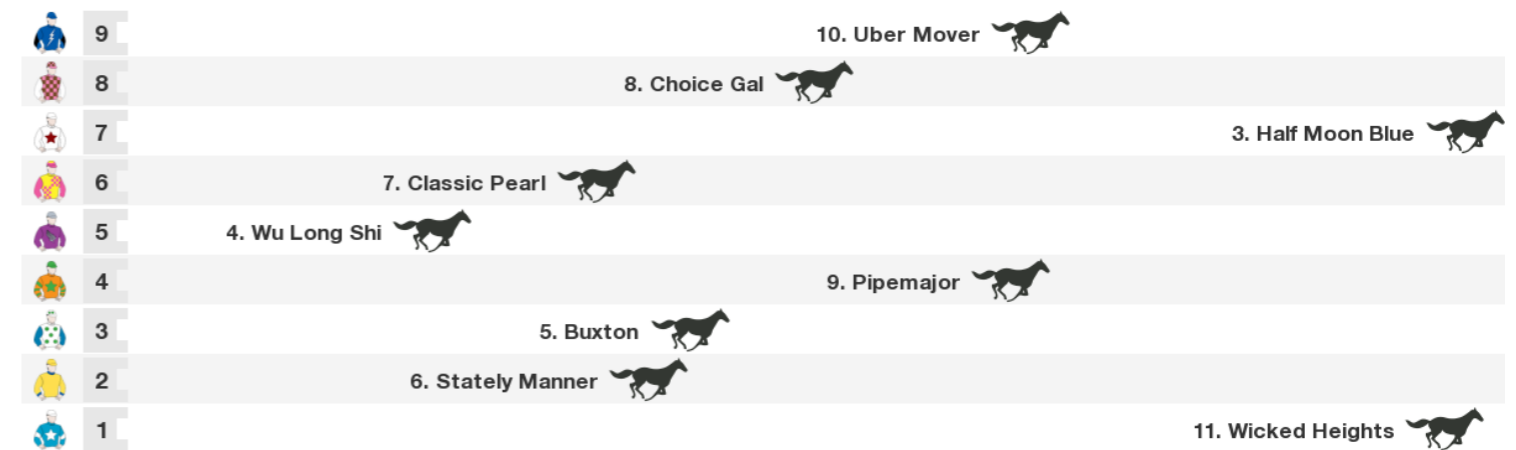 9 10. Uber Mover
8 8. Choice Gal
7 3. Half Moon Blue
6 7. Classic Pearl
5 4. Wu Long Shi
4 9. Pipemajor
3 5. Buxton
2 6. Stately Manner
1 11. Wicked Heights